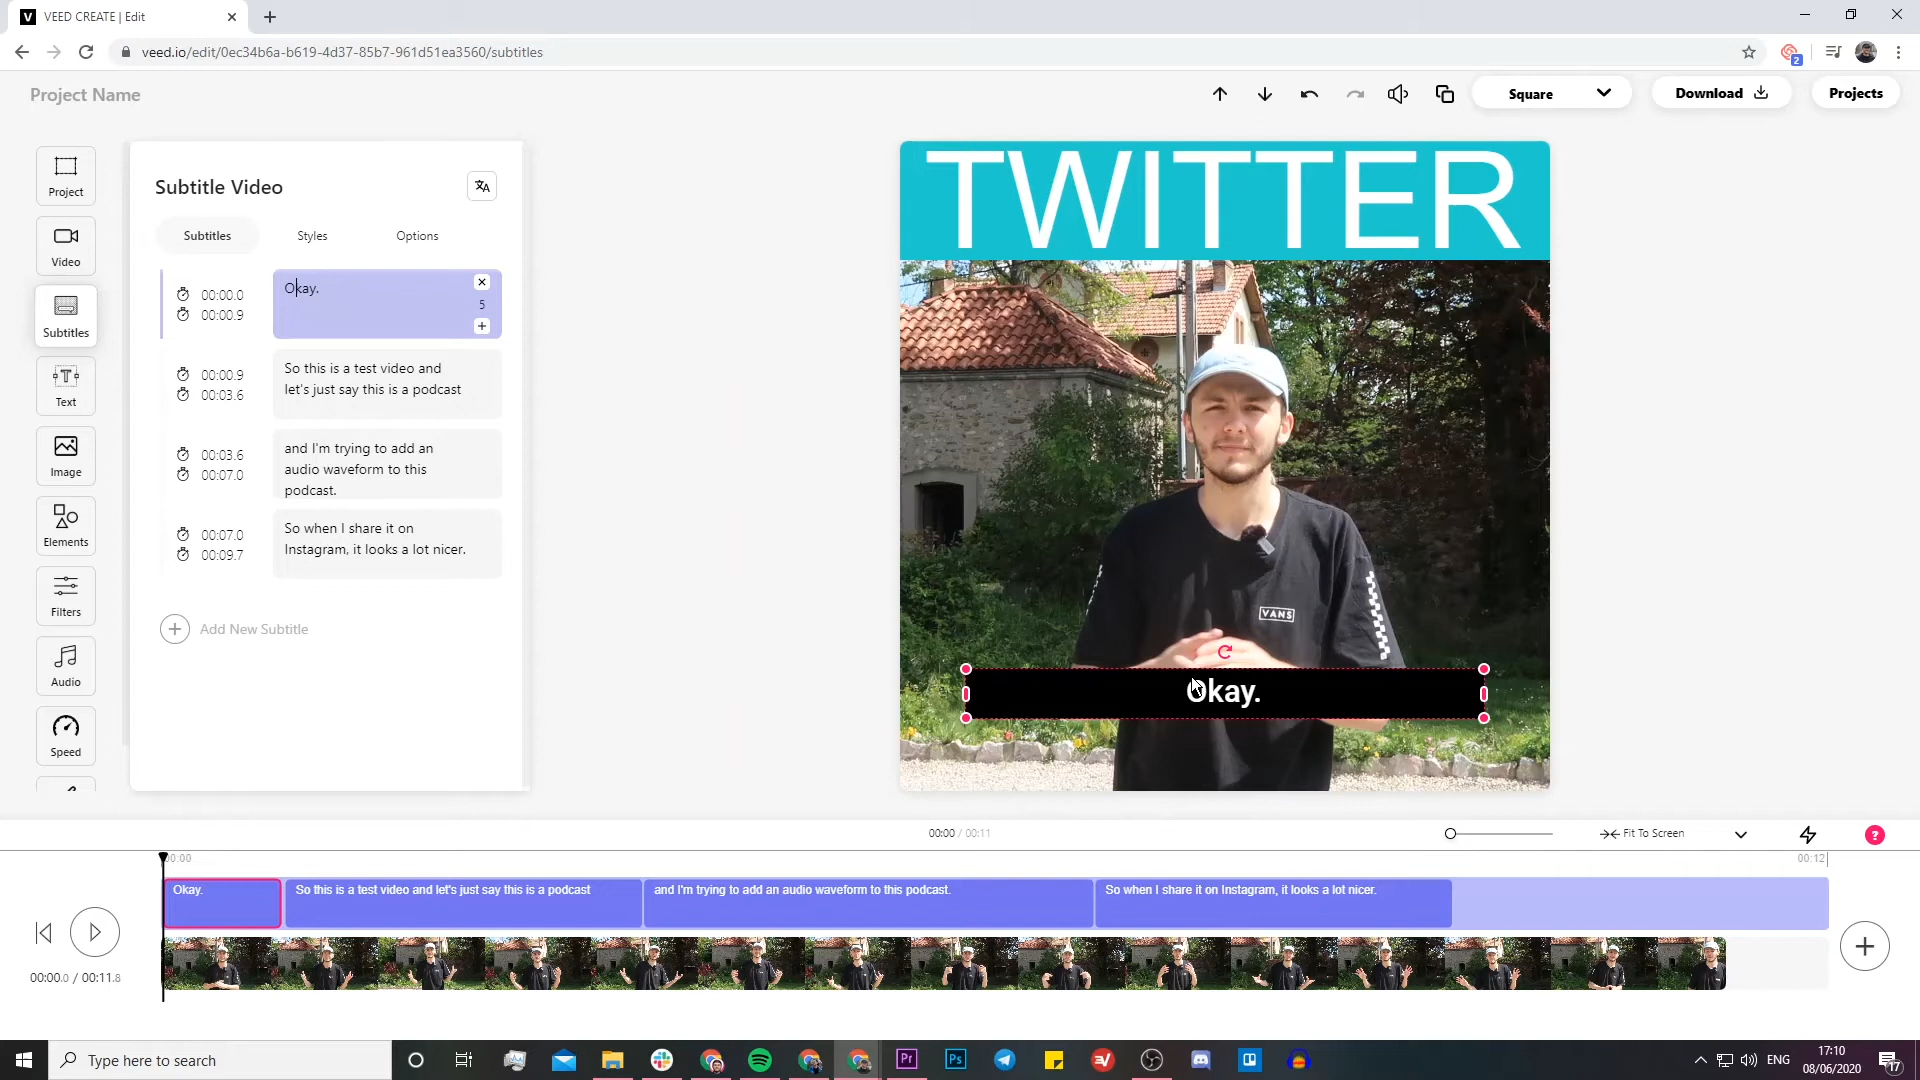 VEED CREATE | Edit
veed.io/edit/0ec34b6a-b619-4d37-85b7-961d51ea3560/subtitles
2
Project Name
Square
Download
Projects
Project
Video
Subtitles
Text
Image
Elements
Filters
Audio
Speed
Subtitle Video
Subtitles
Styles
Options
00:00.0
00:00.9
Okay.
5
00:00.9
00:03.6
So this is a test video and
let's just say this is a podcast
00:03.6
00:07.0
and I'm trying to add an
audio waveform to this
podcast.
00:07.0
00:09.7
So when I share it on
Instagram, it looks a lot nicer.
Add New Subtitle
TWITTER
VANS
Okay.
00:00 / 00:11
Fit To Screen
?
00:00
00:12
Okay.
So this is a test video and let's just say this is a podcast
and I'm trying to add an audio waveform to this podcast.
So when I share it on Instagram, it looks a lot nicer.
00:00.0 / 00:11.8
Type here to search
Pr
Ps
ENG
17:10
08/06/2020
17